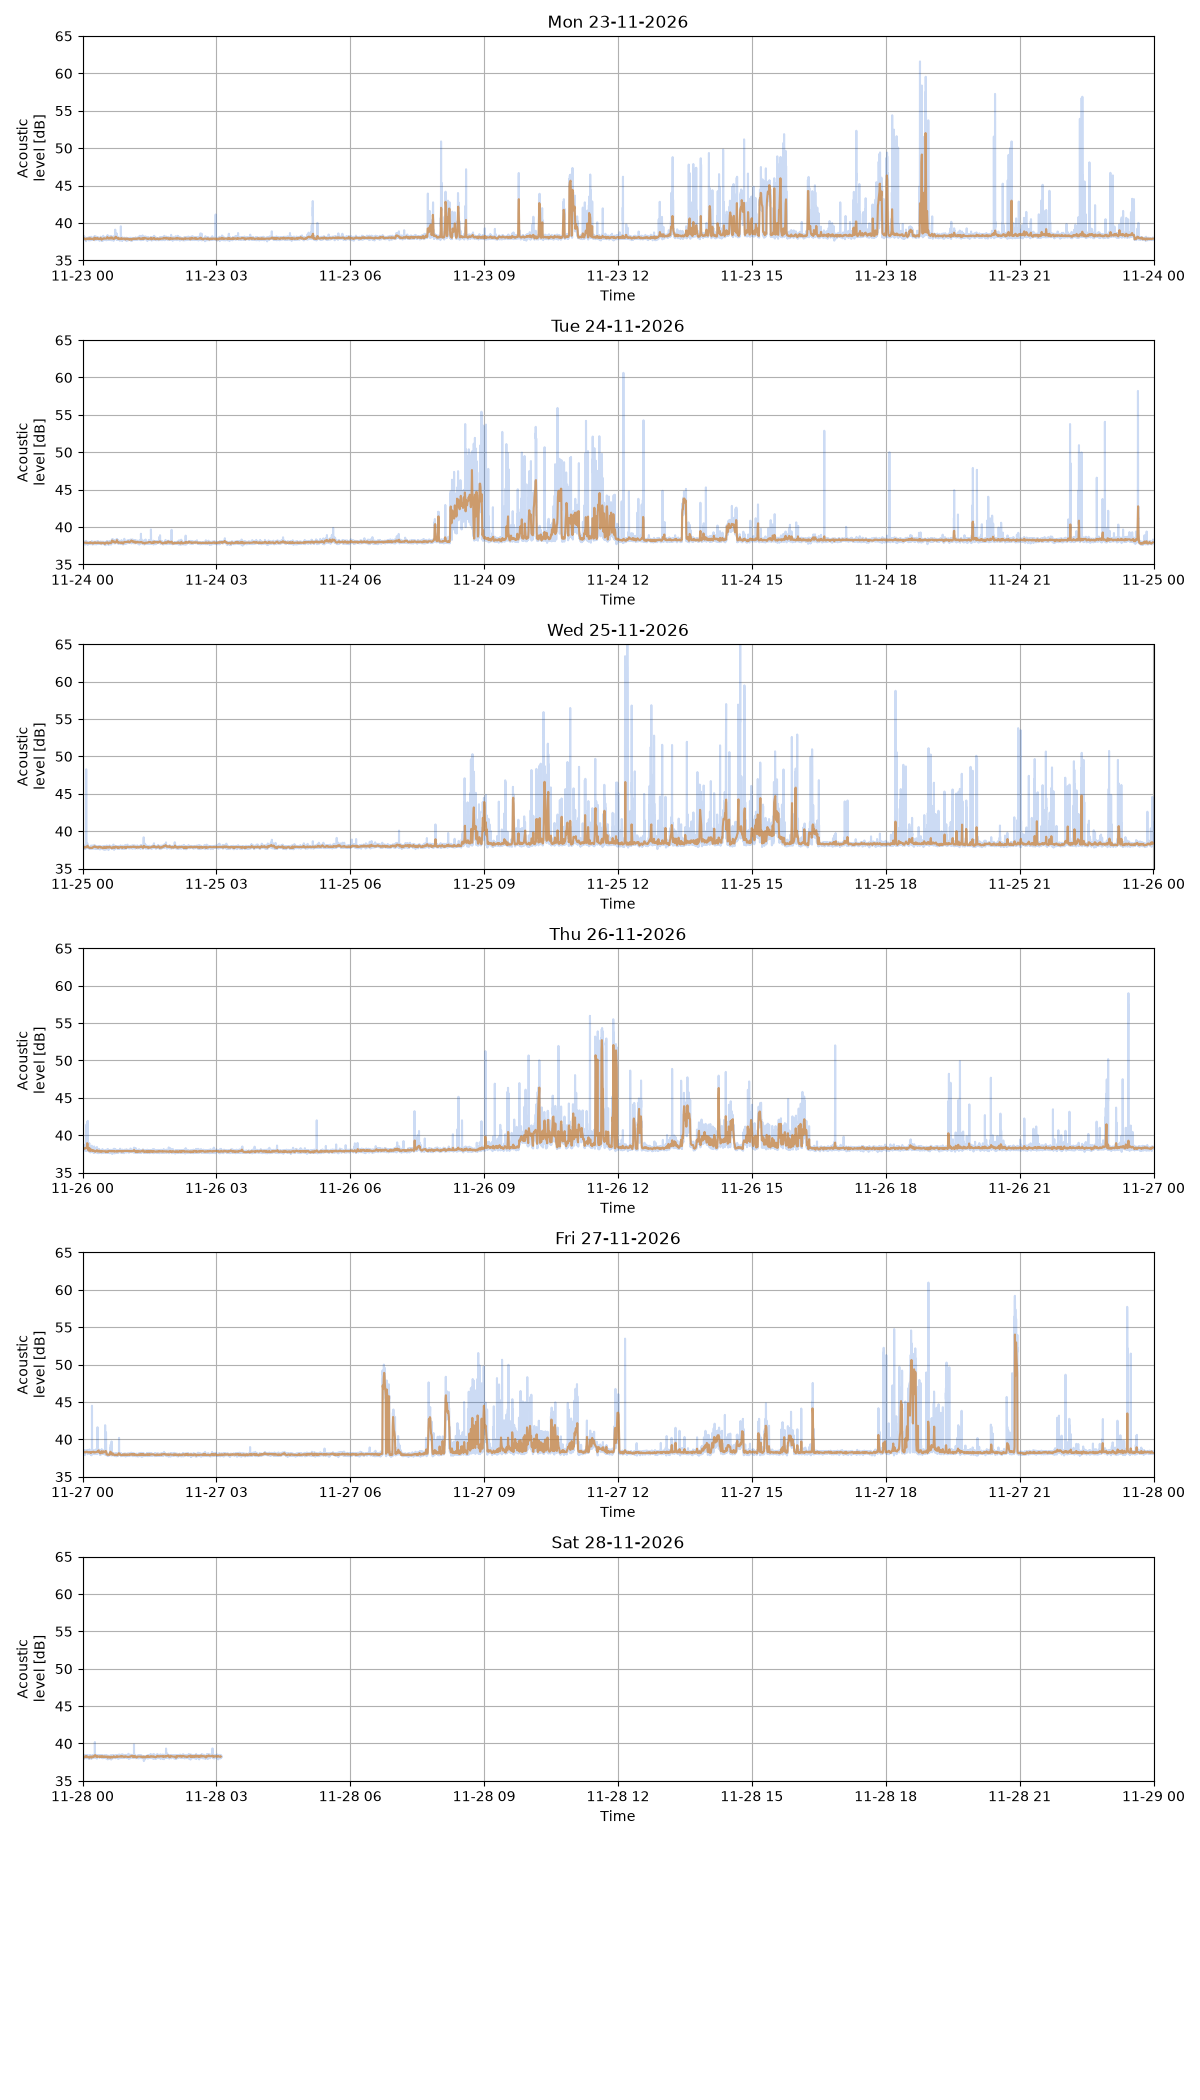 Mon 23-11-2026
65
60
55
50
45
40
35
Acoustic
level [dB]
11-23 00 11-23 03 11-23 06 11-23 09 11-23 12 11-23 15 11-23 18 11-23 21 11-24 00
Time
Tue 24-11-2026
65
60
55
50
45
40
35
Acoustic
level [dB]
11-24 00 11-24 03 11-24 06 11-24 09 11-24 12 11-24 15 11-24 18 11-24 21 11-25 00
Time
Wed 25-11-2026
65
60
55
50
45
40
35
Acoustic
level [dB]
11-25 00 11-25 03 11-25 06 11-25 09 11-25 12 11-25 15 11-25 18 11-25 21 11-26 00
Time
Thu 26-11-2026
65
60
55
50
45
40
35
Acoustic
level [dB]
11-26 00 11-26 03 11-26 06 11-26 09 11-26 12 11-26 15 11-26 18 11-26 21 11-27 00
Time
Fri 27-11-2026
65
60
55
50
45
40
35
Acoustic
level [dB]
11-27 00 11-27 03 11-27 06 11-27 09 11-27 12 11-27 15 11-27 18 11-27 21 11-28 00
Time
Sat 28-11-2026
65
60
55
50
45
40
35
Acoustic
level [dB]
11-28 00 11-28 03 11-28 06 11-28 09 11-28 12 11-28 15 11-28 18 11-28 21 11-29 00
Time